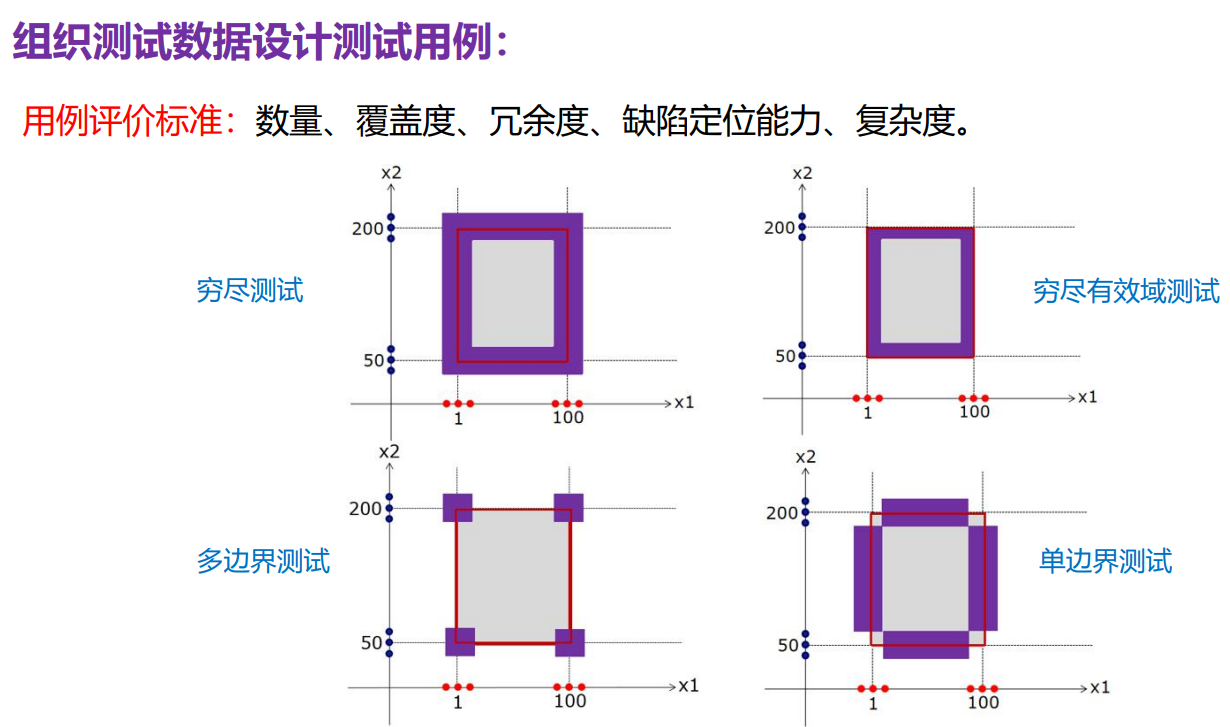 组织测试数据设计测试用例：
用例评价标准：数量、覆盖度、冗余度、缺陷定位能力、复杂度。
x2
200
穷尽测试
50
x1
1
100
x2
200
穷尽有效域测试
50
x1
1
100
x2
200
多边界测试
50
x1
1
100
x2
200
单边界测试
50
x1
1
100